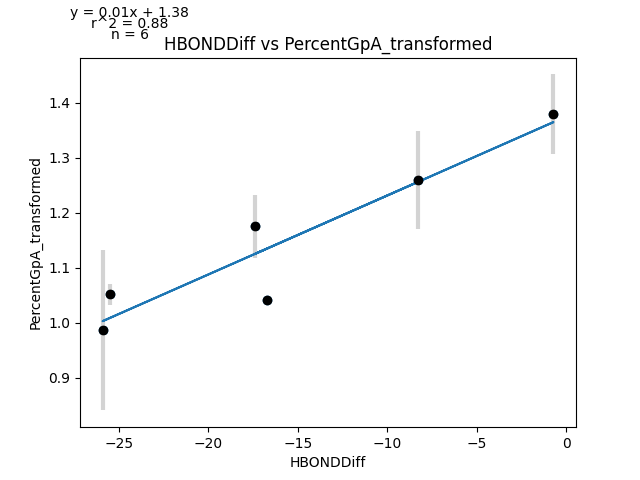 y = 0.01x + 1.38
r^2 = 0.88
n = 6
HBONDDiff vs PercentGpA_transformed
PercentGpA_transformed
1.4
1.3
1.2
1.1
1.0
0.9
−25
−20
−15
−10
−5
0
HBONDDiff